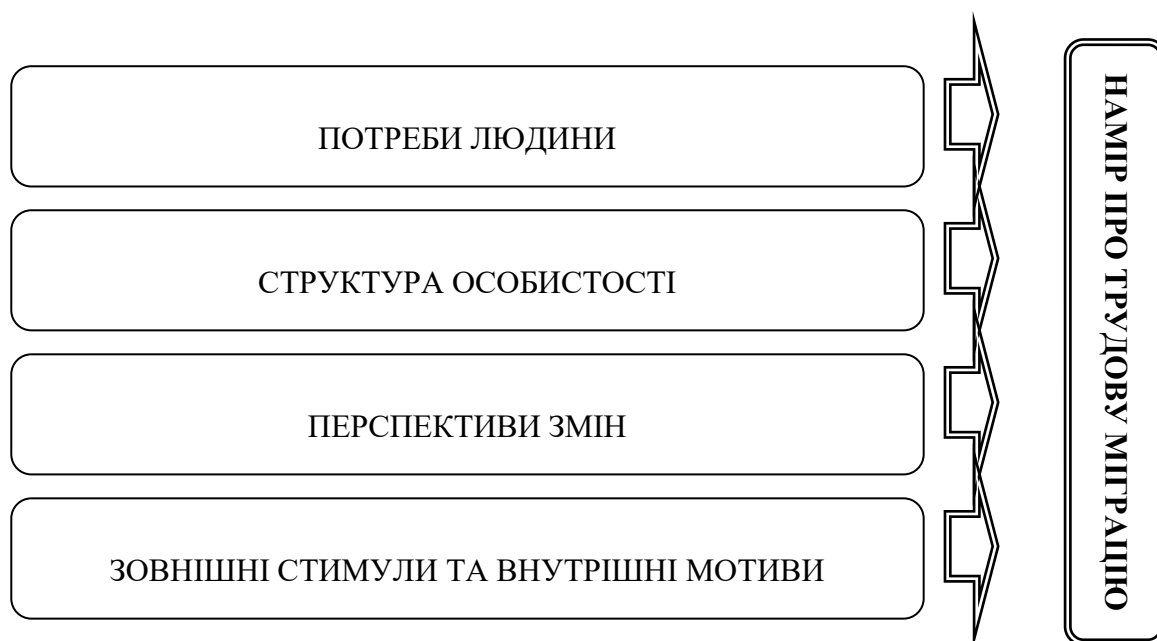 ПОТРЕБИ ЛЮДИНИ
СТРУКТУРА ОСОБИСТОСТІ
ПЕРСПЕКТИВИ ЗМІН
ЗОВНІШНІ СТИМУЛИ ТА ВНУТРІШНІ МОТИВИ
НАМІР ПРО ТРУДОВУ МІГРАЦІЮ